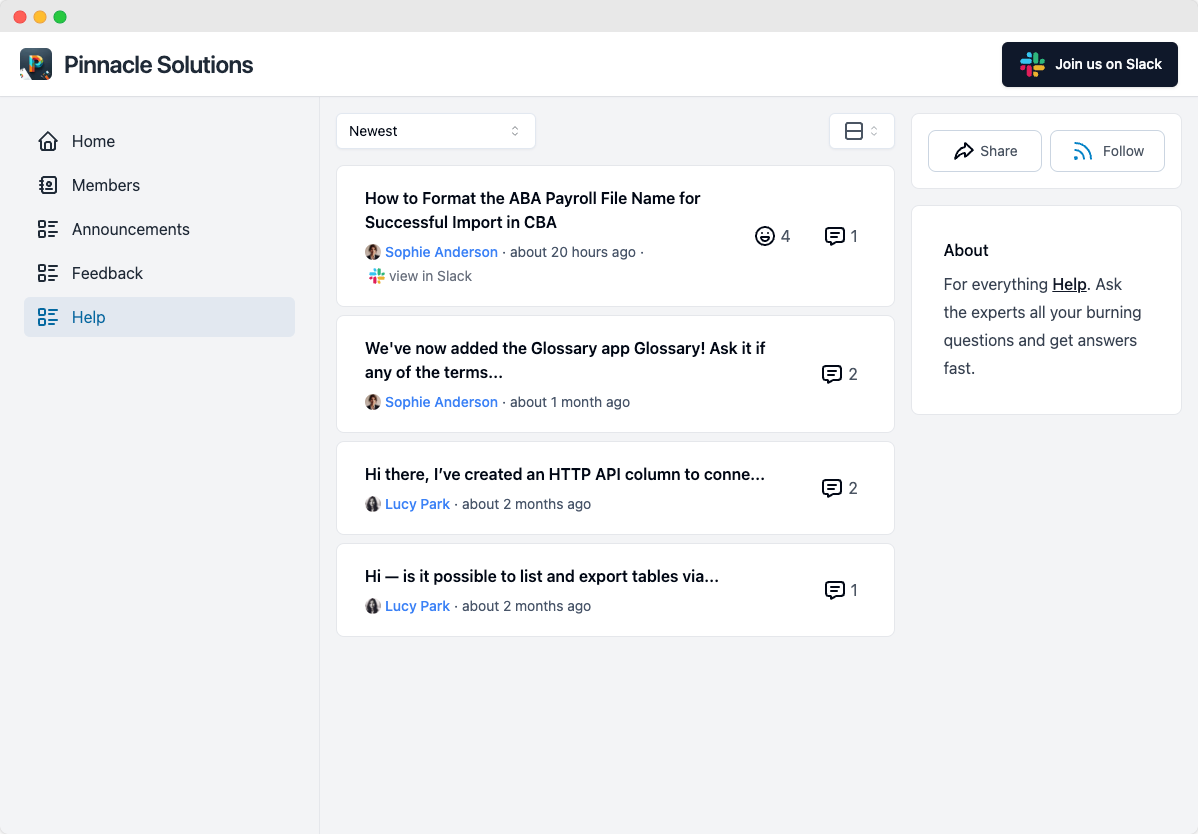 Pinnacle Solutions
Join us on Slack
Home
Members
Announcements
Feedback
Help
Newest
How to Format the ABA Payroll File Name for
Successful Import in CBA
Sophie Anderson · about 20 hours ago ·
view in Slack
4
1
We've now added the Glossary app Glossary! Ask it if
any of the terms...
Sophie Anderson · about 1 month ago
2
Hi there, I’ve created an HTTP API column to conne...
Lucy Park · about 2 months ago
2
Hi — is it possible to list and export tables via...
Lucy Park · about 2 months ago
1
Share
Follow
About
For everything Help. Ask
the experts all your burning
questions and get answers
fast.